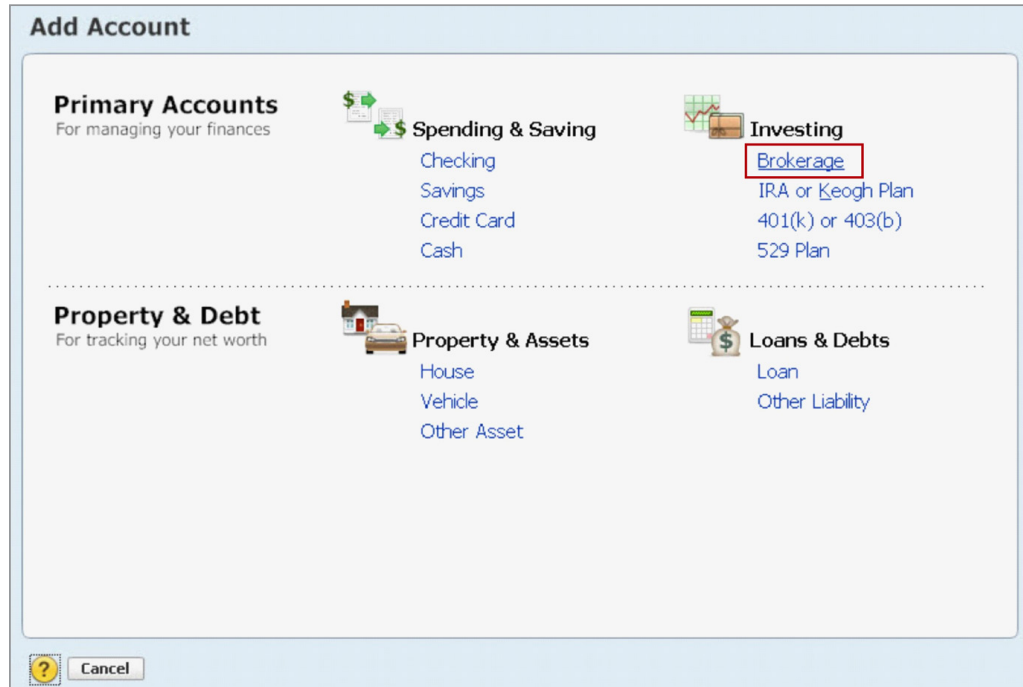 Add Account
Primary Accounts
For managing your finances
Spending & Saving
Checking
Savings
Credit Card
Cash
Investing
Brokerage
IRA or Keogh Plan
401(k) or 403(b)
529 Plan
Property & Debt
For tracking your net worth
Property & Assets
House
Vehicle
Other Asset
Loans & Debts
Loan
Other Liability
?
Cancel